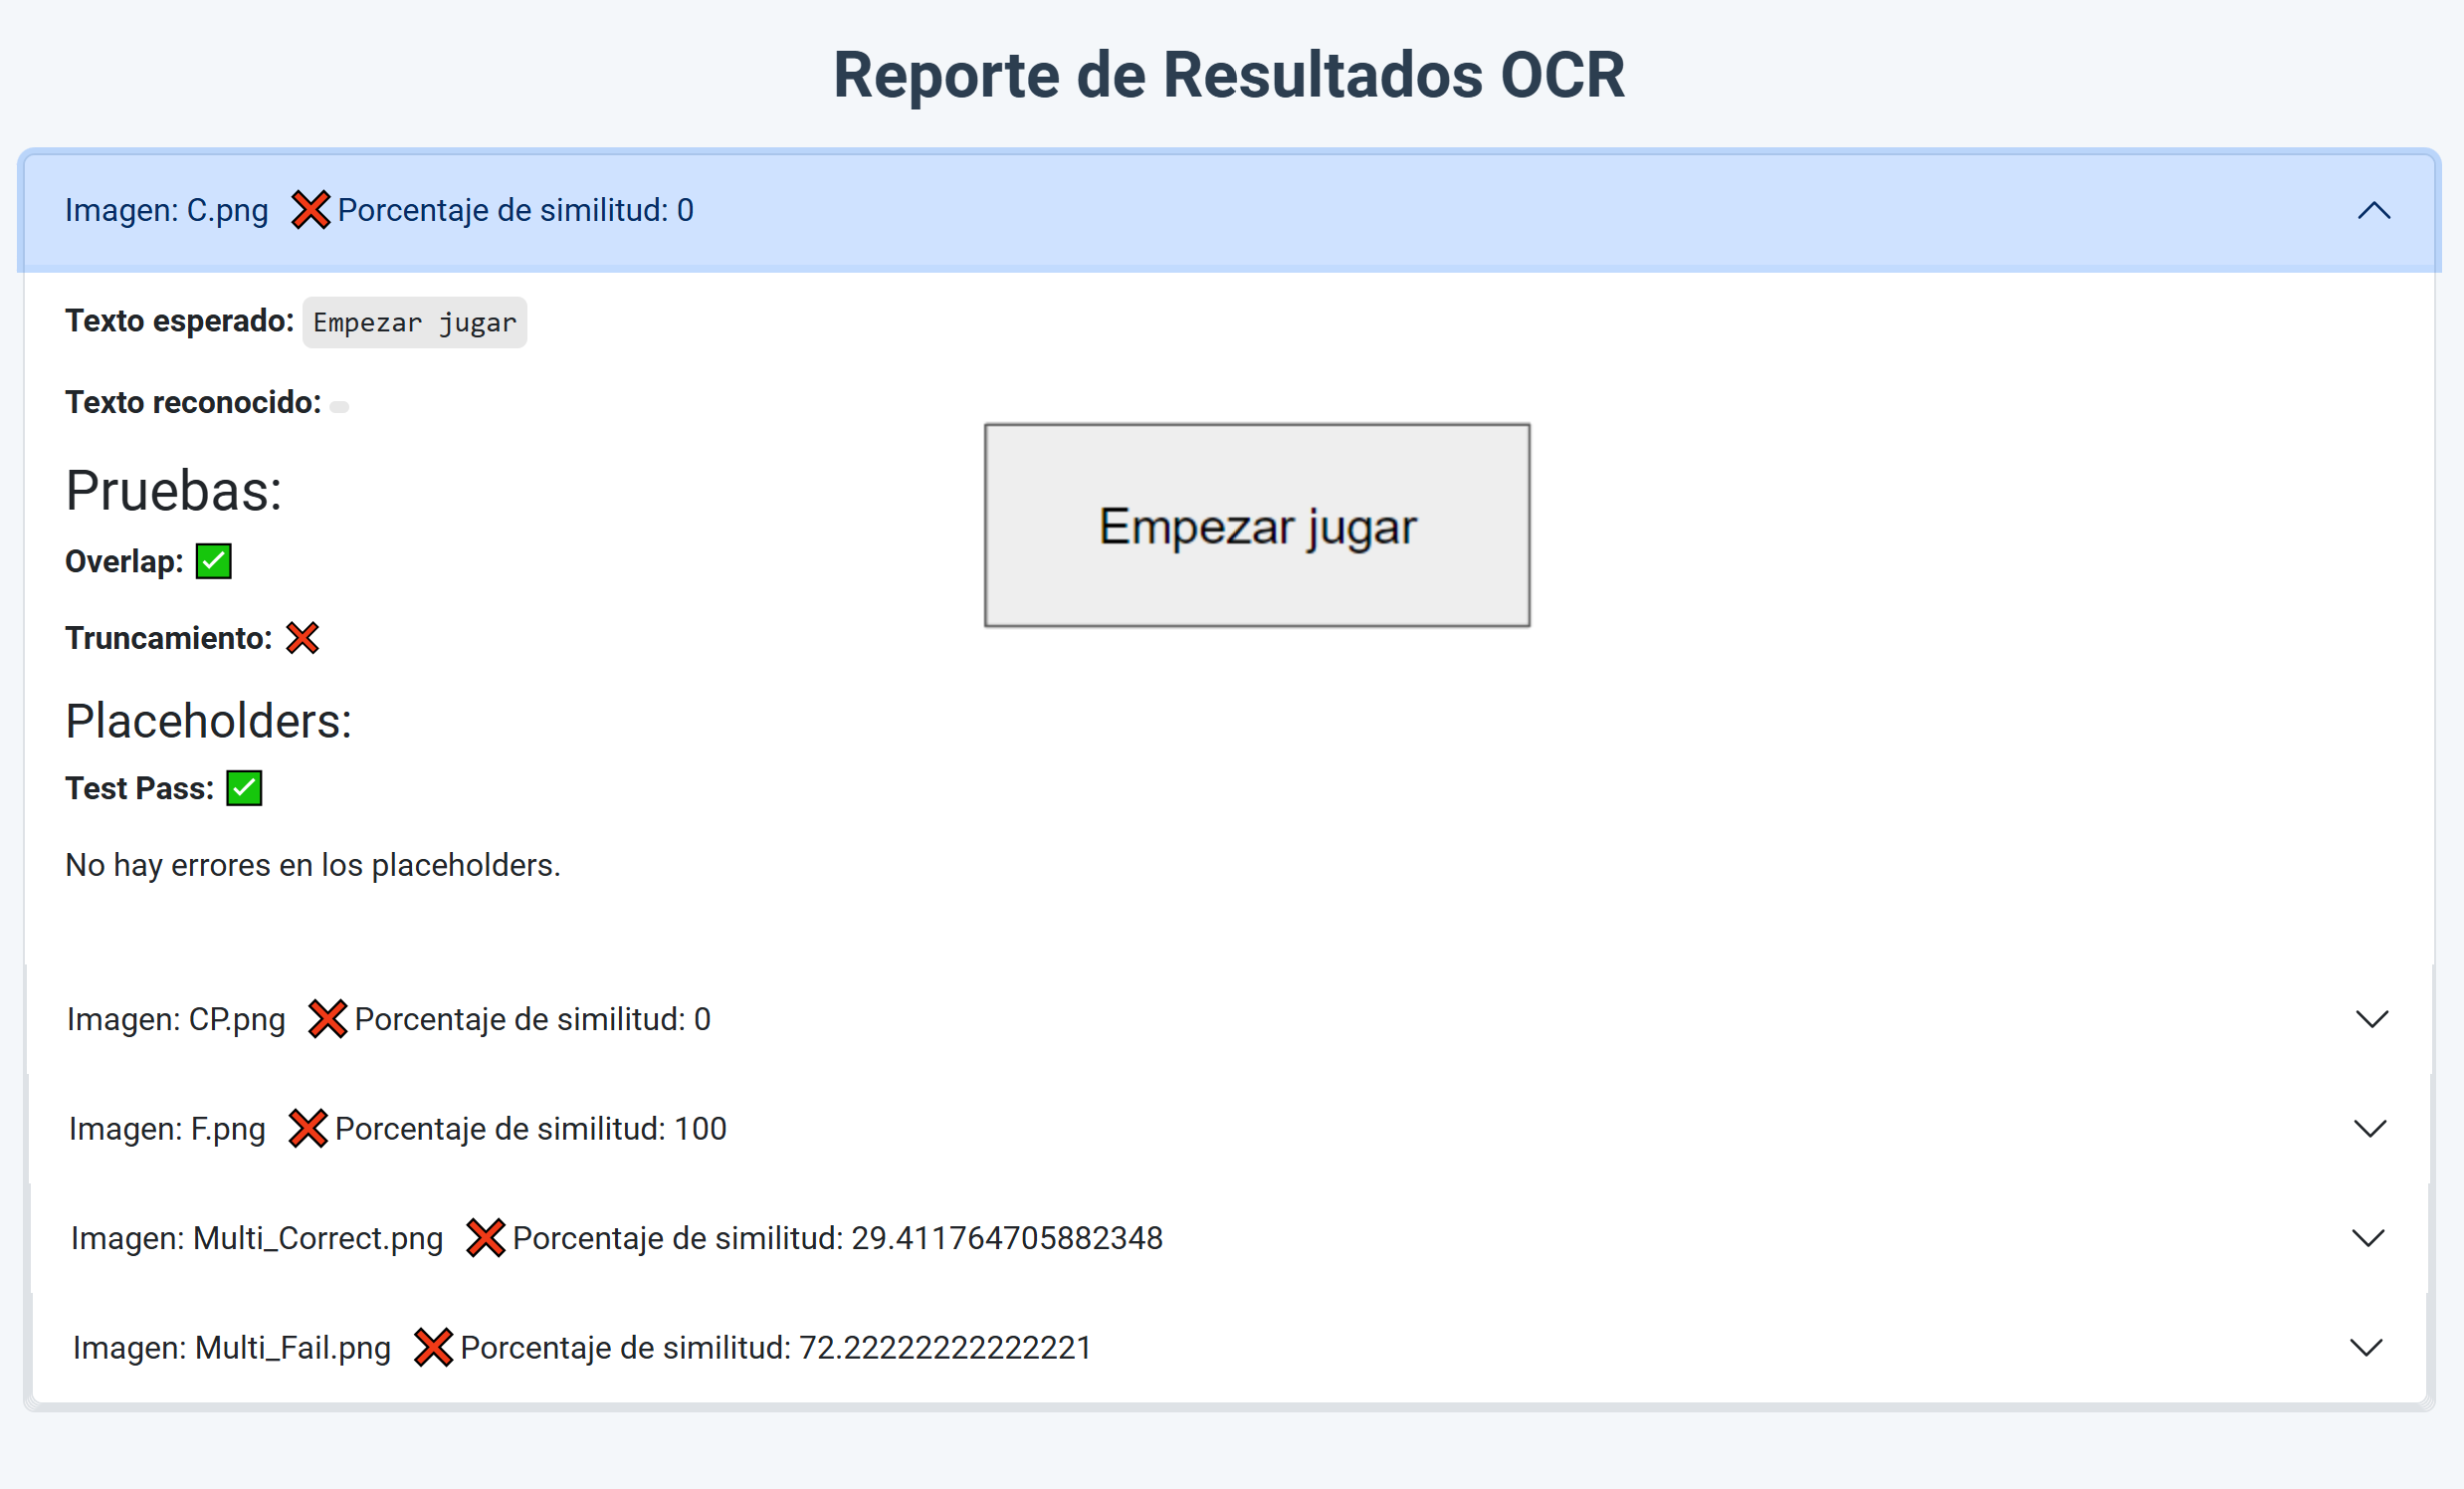 Reporte de Resultados OCR
Imagen: C.png ❌ Porcentaje de similitud: 0
Texto esperado: Empezar jugar
Texto reconocido:
Empezar jugar
Pruebas:
Overlap: ✅
Truncamiento: ❌
Placeholders:
Test Pass: ✅
No hay errores en los placeholders.
Imagen: CP.png ❌ Porcentaje de similitud: 0
Imagen: F.png ❌ Porcentaje de similitud: 100
Imagen: Multi_Correct.png ❌ Porcentaje de similitud: 29.411764705882348
Imagen: Multi_Fail.png ❌ Porcentaje de similitud: 72.22222222222221